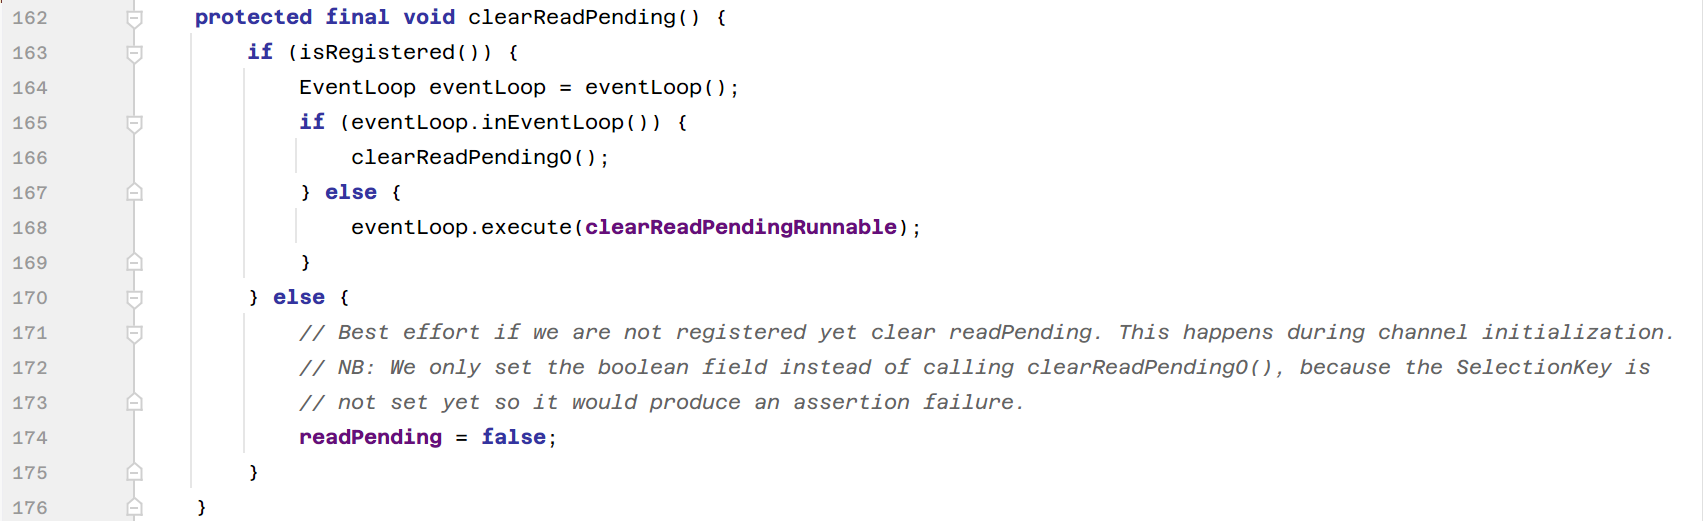 162 protected final void clearReadPending() {
163 if (isRegistered()) {
164 EventLoop eventLoop = eventLoop();
165 if (eventLoop.inEventLoop()) {
166 clearReadPending0();
167 } else {
168 eventLoop.execute(clearReadPendingRunnable);
169 }
170 } else {
171 // Best effort if we are not registered yet clear readPending. This happens during channel initialization.
172 // NB: We only set the boolean field instead of calling clearReadPending0(), because the SelectionKey is
173 // not set yet so it would produce an assertion failure.
174 readPending = false;
175 }
176 }